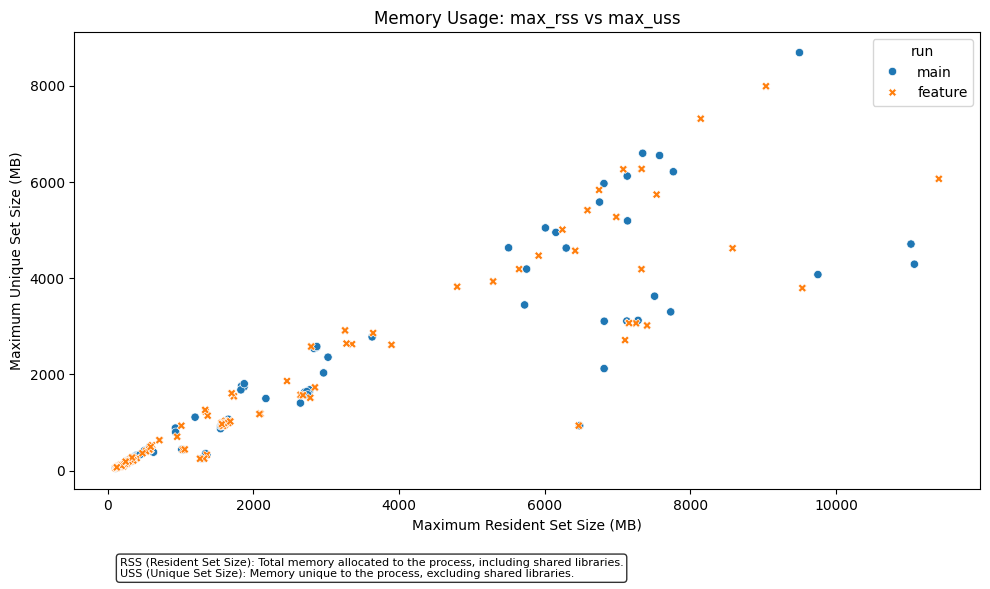 Memory Usage: max_rss vs max_uss
run
main
feature
8000
6000
4000
2000
0
Maximum Unique Set Size (MB)
0 2000 4000 6000 8000 10000
Maximum Resident Set Size (MB)
RSS (Resident Set Size): Total memory allocated to the process, including shared libraries.
USS (Unique Set Size): Memory unique to the process, excluding shared libraries.